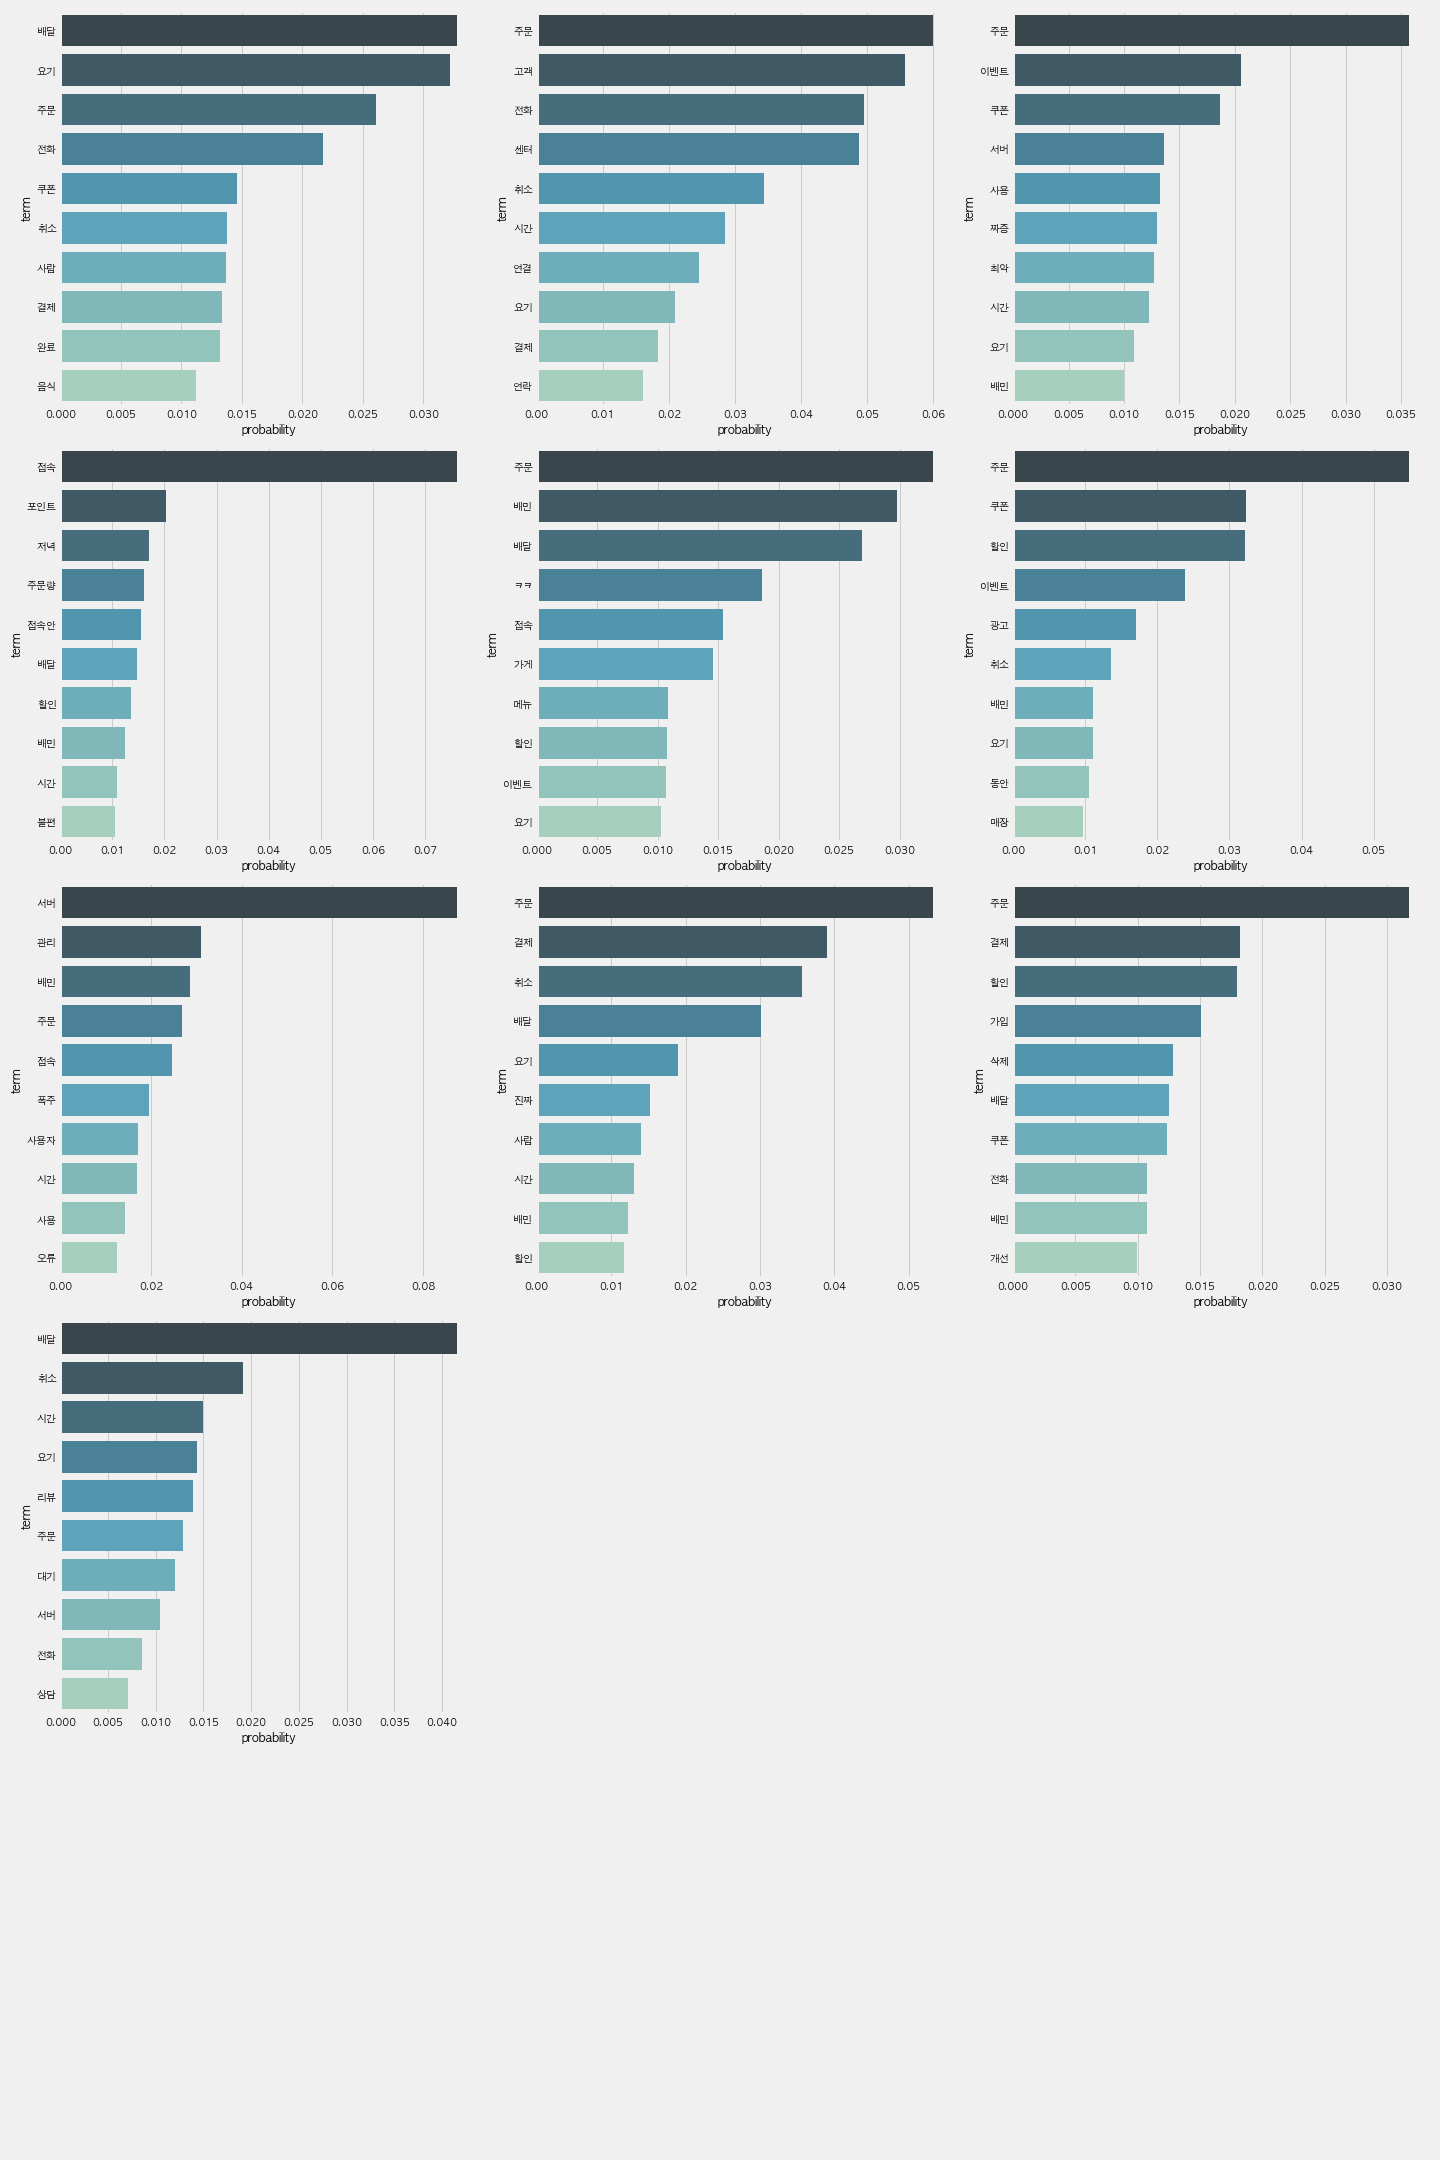 term
배달
요기
주문
전화
쿠폰
취소
사람
결제
완료
음식
0.000 0.005 0.010 0.015 0.020 0.025 0.030
probability
term
주문
고객
전화
센터
취소
시간
연결
요기
결제
연락
0.00 0.01 0.02 0.03 0.04 0.05 0.06
probability
term
주문
이벤트
쿠폰
서버
사용
짜증
최악
시간
요기
배민
0.000 0.005 0.010 0.015 0.020 0.025 0.030 0.035
probability
term
접속
포인트
저녁
주문량
접속안
배달
할인
배민
시간
불편
0.00 0.01 0.02 0.03 0.04 0.05 0.06 0.07
probability
term
주문
배민
배달
ㅋㅋ
접속
가게
메뉴
할인
이벤트
요기
0.000 0.005 0.010 0.015 0.020 0.025 0.030
probability
term
주문
쿠폰
할인
이벤트
광고
취소
배민
요기
동안
매장
0.00 0.01 0.02 0.03 0.04 0.05
probability
term
서버
관리
배민
주문
접속
폭주
사용자
시간
사용
오류
0.00 0.02 0.04 0.06 0.08
probability
term
주문
결제
취소
배달
요기
진짜
사람
시간
배민
할인
0.00 0.01 0.02 0.03 0.04 0.05
probability
term
주문
결제
할인
가입
삭제
배달
쿠폰
전화
배민
개선
0.000 0.005 0.010 0.015 0.020 0.025 0.030
probability
term
배달
취소
시간
요기
리뷰
주문
대기
서버
전화
상담
0.000 0.005 0.010 0.015 0.020 0.025 0.030 0.035 0.040
probability